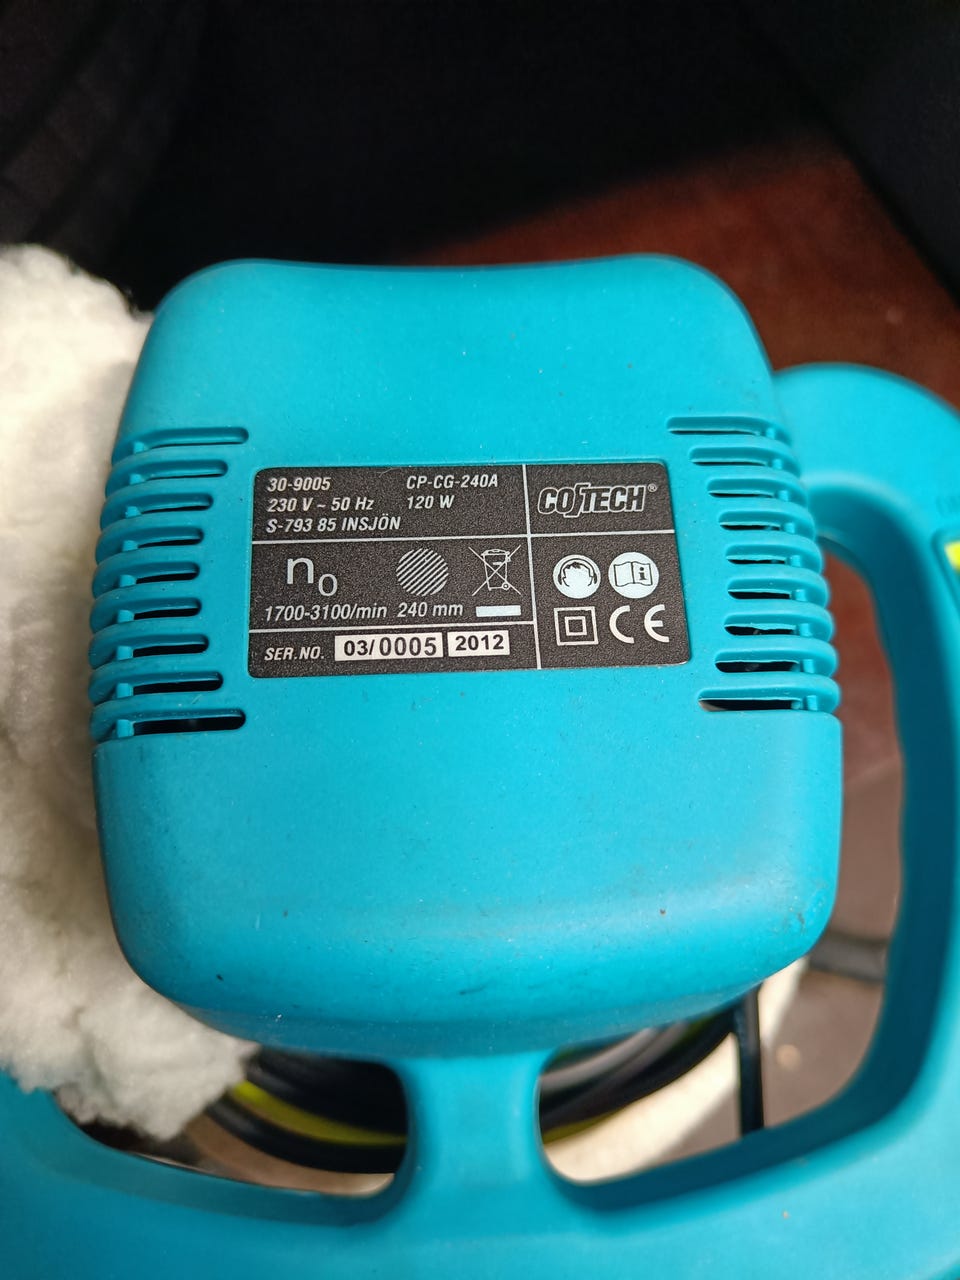 30-9005 CP-CG-240A
230 V ~ 50 Hz 120 W
S-793 85 INSJÖN
COTECH®
n0
1700-3100/min 240 mm
CE
SER.NO. 03/0005 2012